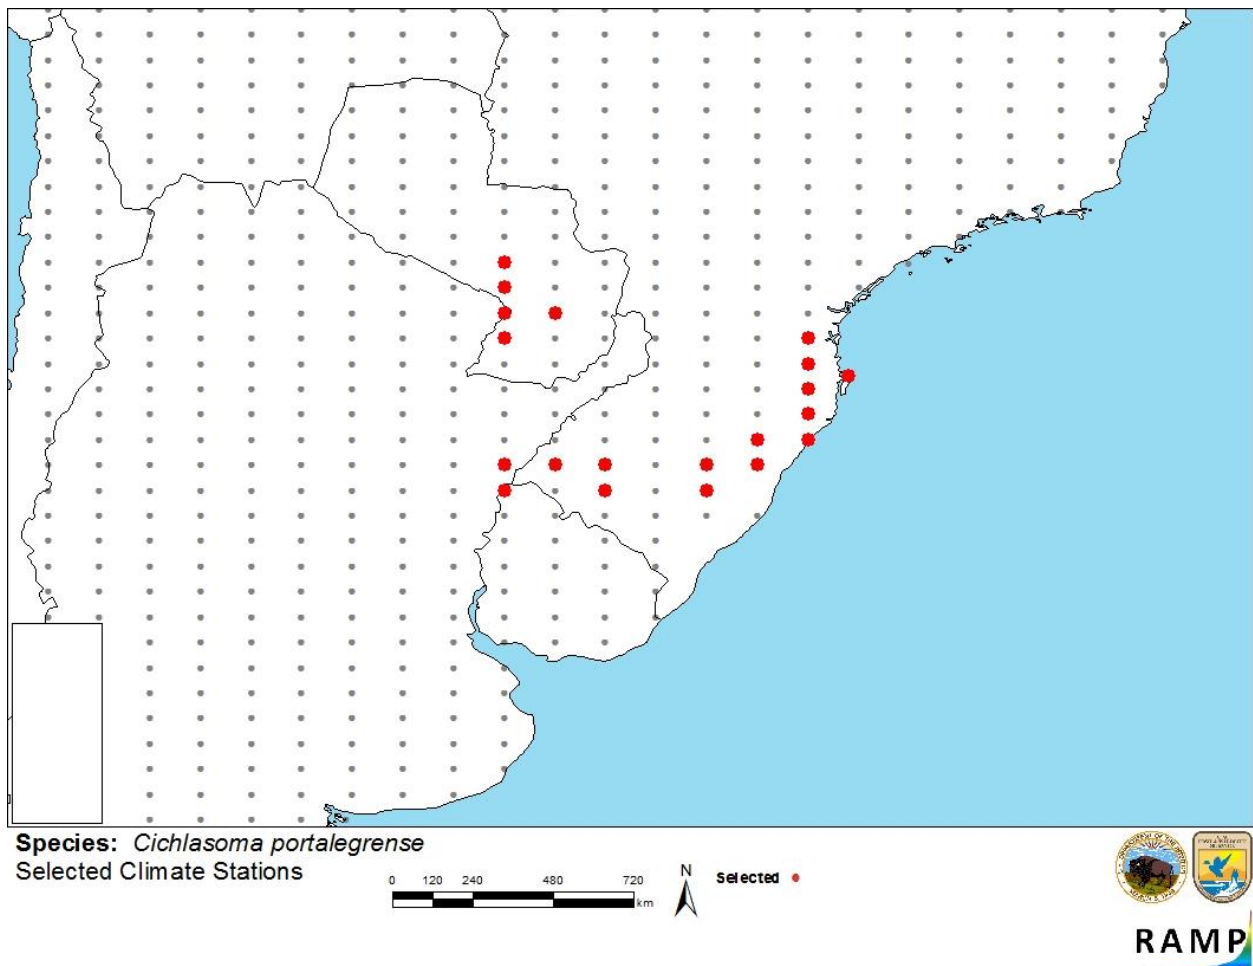 Species: Cichlasoma portalegrense
Selected Climate Stations
0 120 240 480 720
km
N
Selected
RAMP